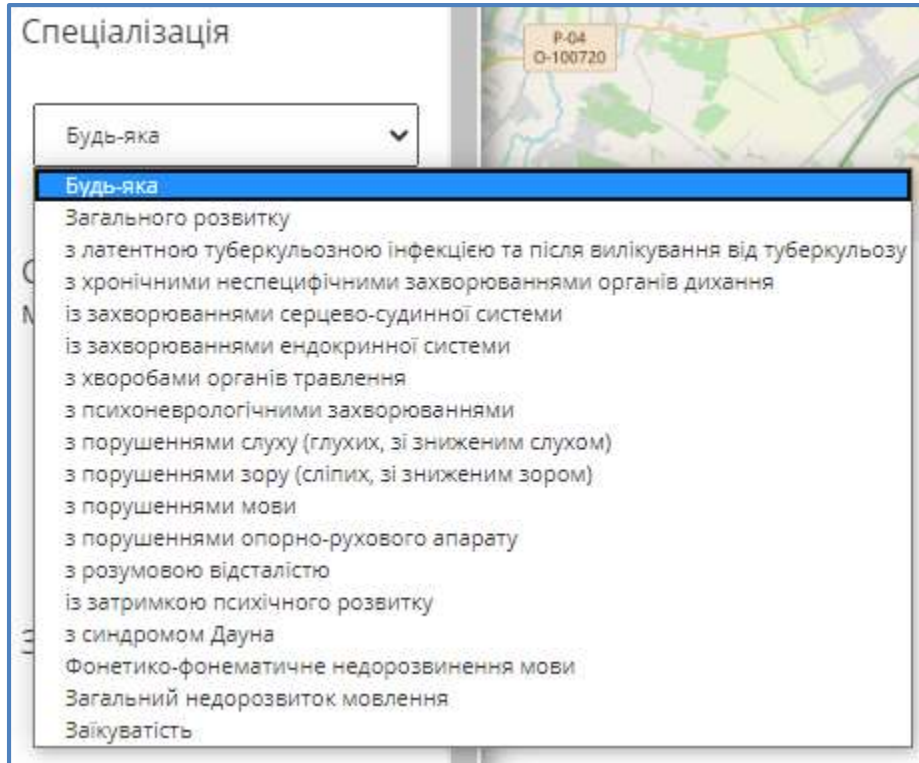 Спеціалізація
Р-04
О-100720
Будь-яка
Будь-яка
Загального розвитку
з латентною туберкульозною інфекцією та після вилікування від туберкульозу
з хронічними неспецифічними захворюваннями органів дихання
із захворюваннями серцево-судинної системи
із захворюваннями ендокринної системи
з хворобами органів травлення
з психоневрологічними захворюваннями
з порушеннями слуху (глухих, зі зниженим слухом)
з порушеннями зору (сліпих, зі зниженим зором)
з порушеннями мови
з порушеннями опорно-рухового апарату
з розумовою відсталістю
із затримкою психічного розвитку
з синдромом Дауна
Фонетико-фонематичне недорозвинення мови
Загальний недорозвиток мовлення
Заїкуватість